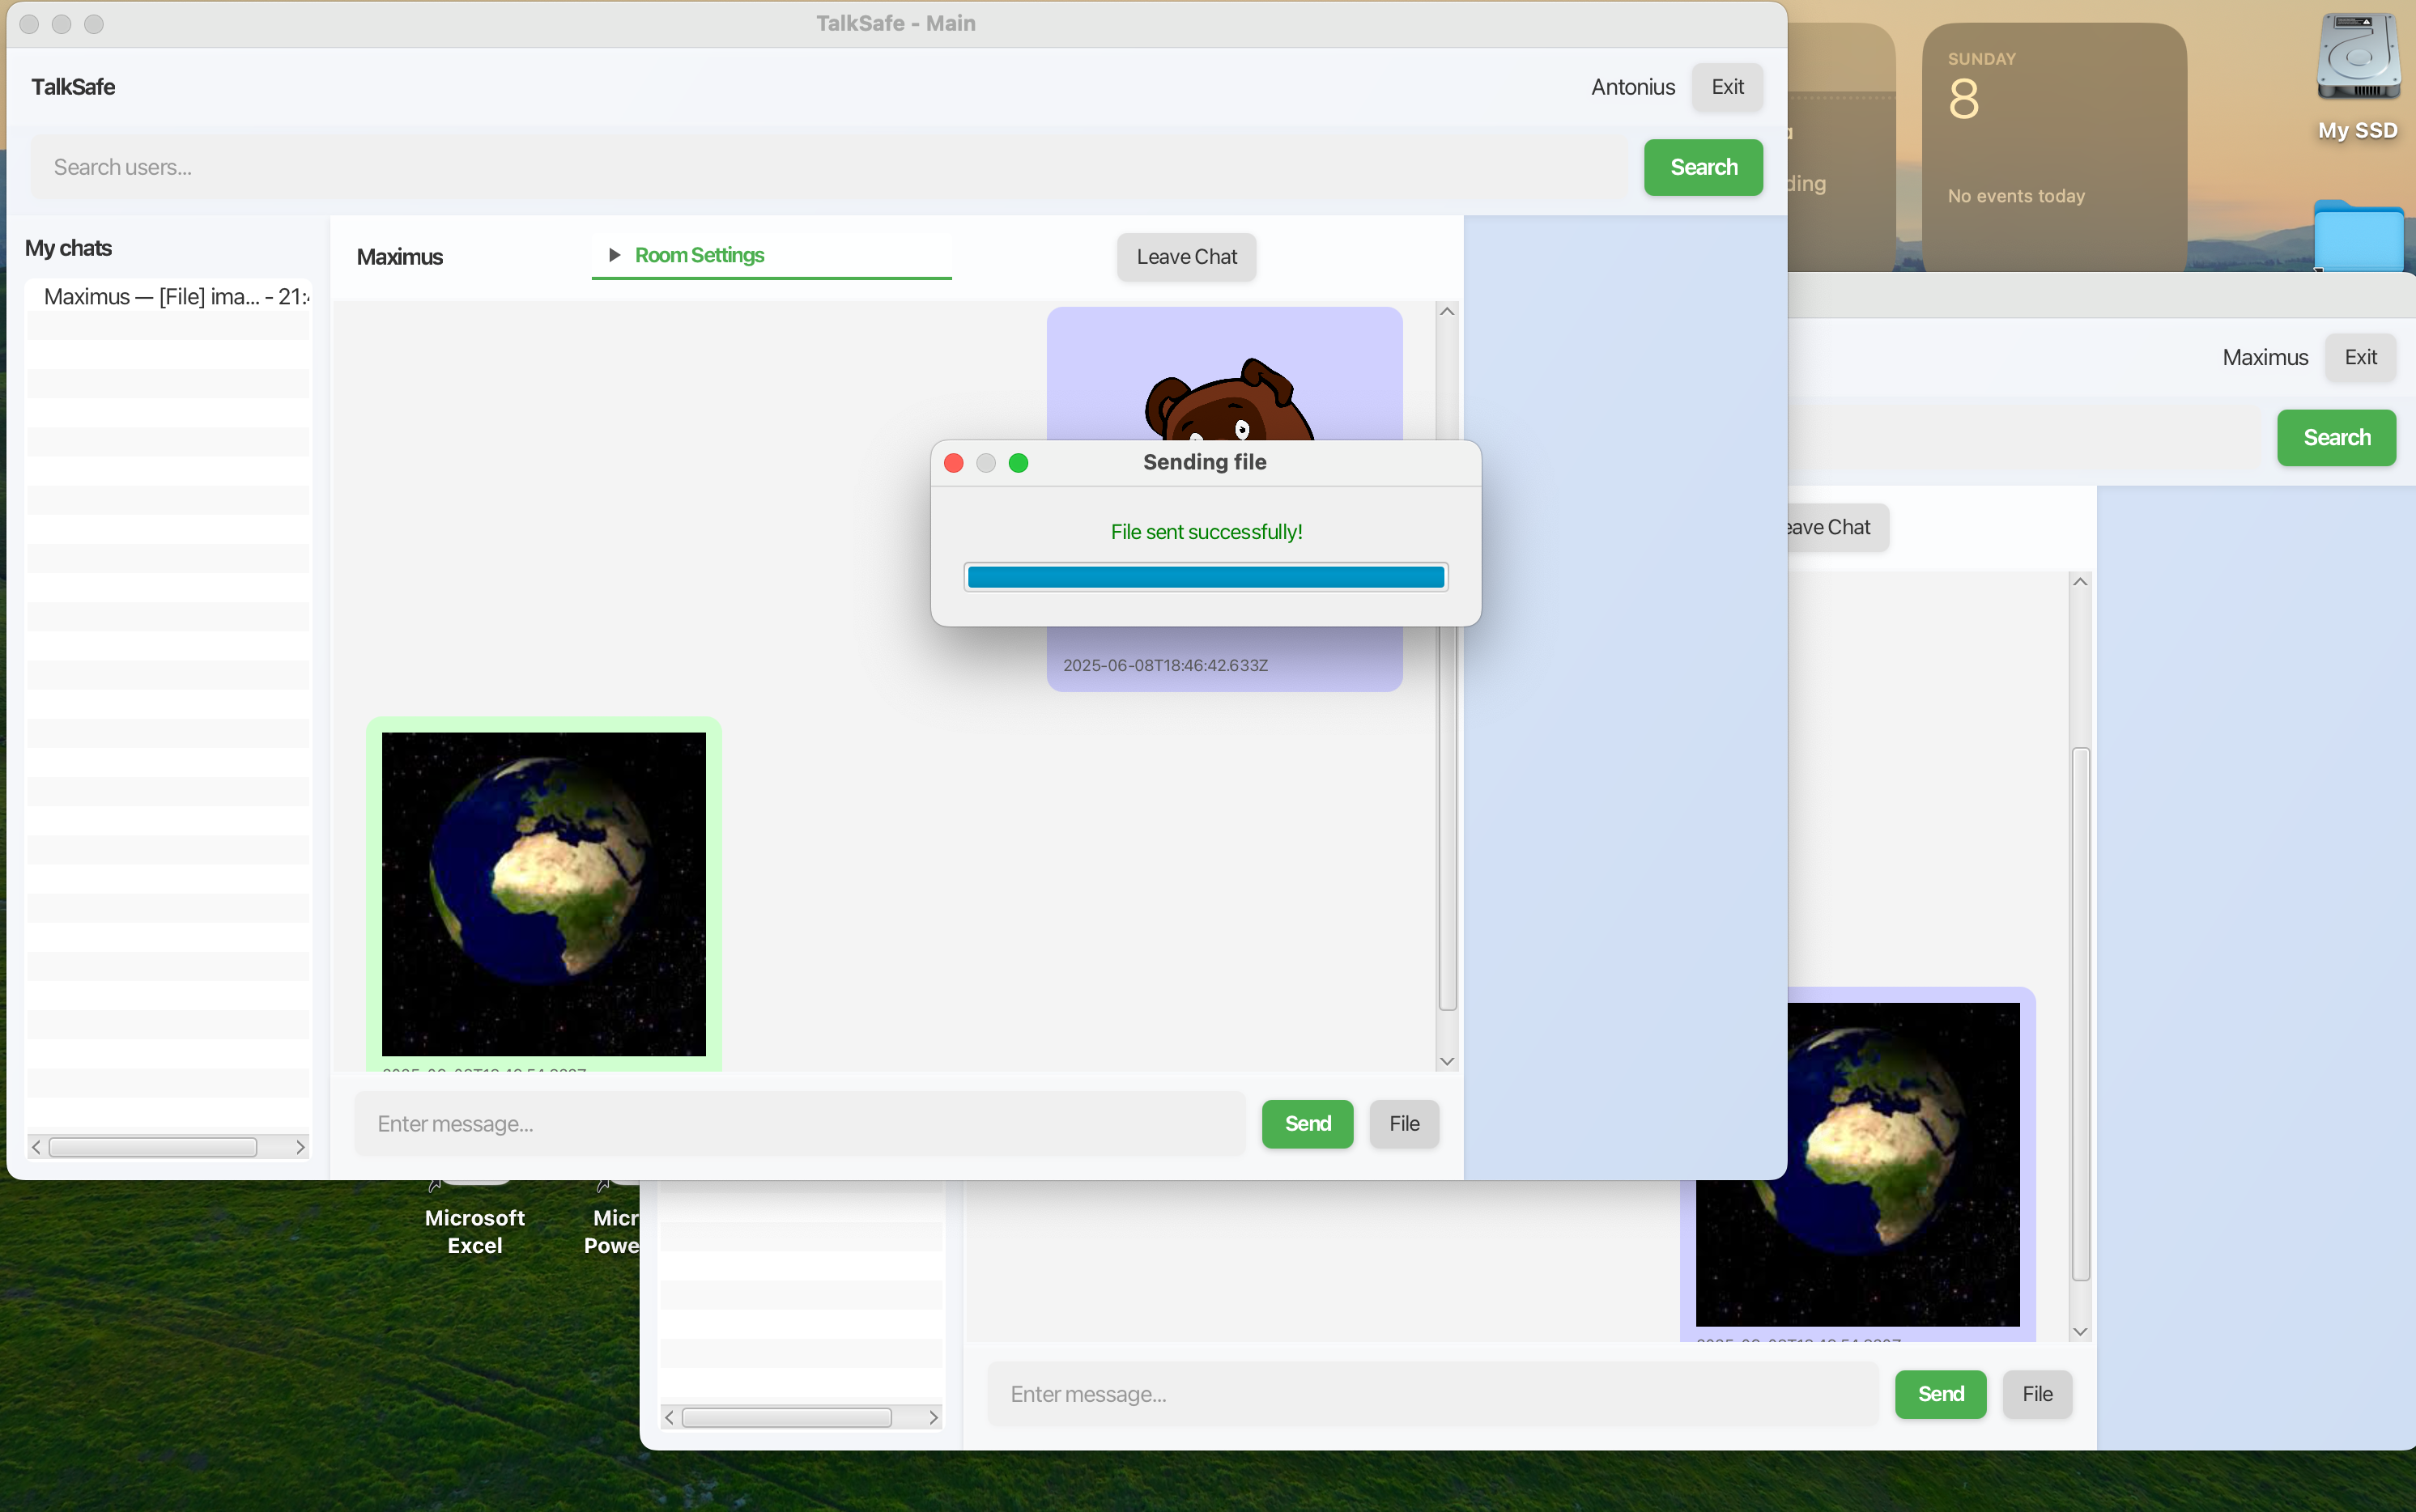 TalkSafe - Main
TalkSafe
Antonius
Exit
Search users...
Search
My chats
Maximus — [File] ima... - 21:
Maximus
Room Settings
Leave Chat
Sending file
File sent successfully!
2025-06-08T18:46:42.633Z
Enter message...
Send
File
SUNDAY
8
No events today
ding
My SSD
Maximus
Exit
Search
eave Chat
Enter message...
Send
File
Microsoft
Excel
Micr
Powe